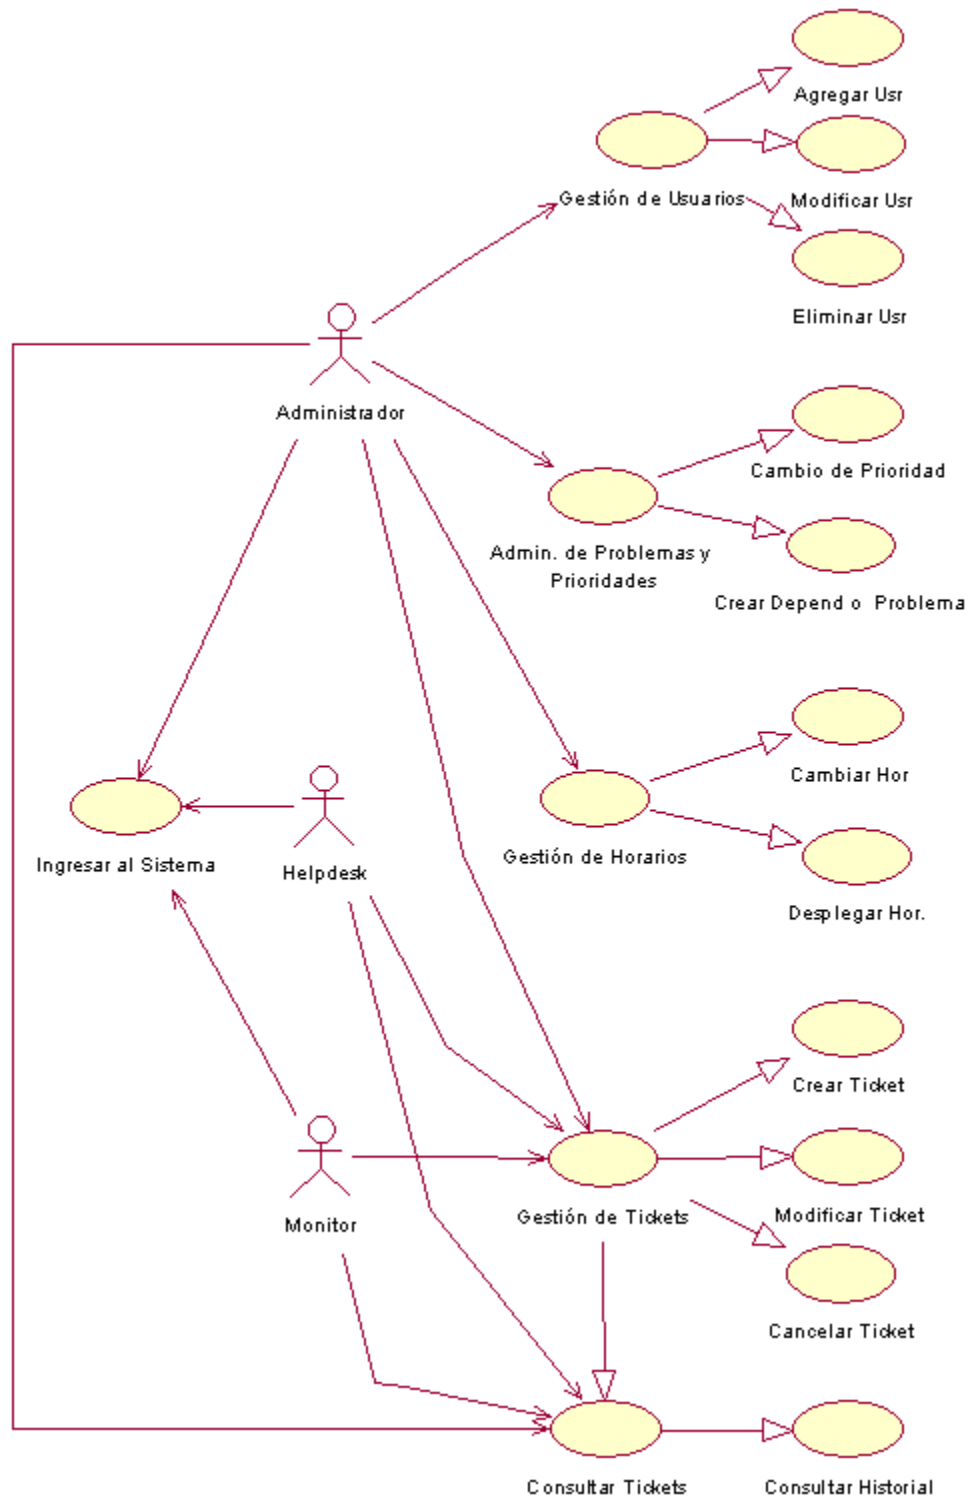 Agregar Usr
Gestión de Usuarios
Modificar Usr
Eliminar Usr
Administrador
Cambio de Prioridad
Admin. de Problemas y
Prioridades
Crear Depend o Problema
Cambiar Hor
Gestión de Horarios
Ingresar al Sistema
Helpdesk
Desplegar Hor.
Crear Ticket
Monitor
Gestión de Tickets
Modificar Ticket
Cancelar Ticket
Consultar Tickets
Consultar Historial